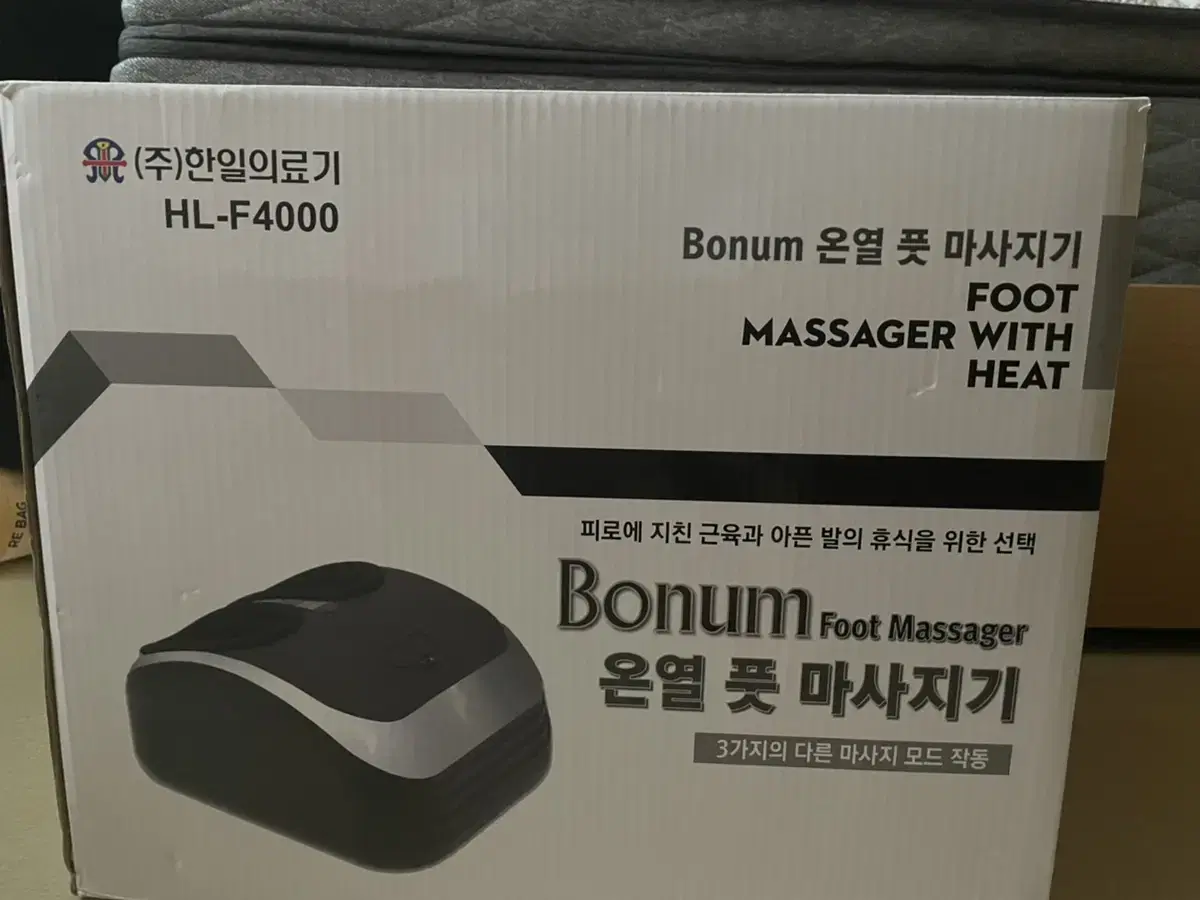 (주)한일의료기
HL-F4000
Bonum 온열 풋 마사지기
FOOT
MASSAGER WITH
HEAT
피로에 지친 근육과 아픈 발의 휴식을 위한 선택
Bonum Foot Massager
온열 풋 마사지기
3가지의 다른 마사지 모드 작동
RE BAG